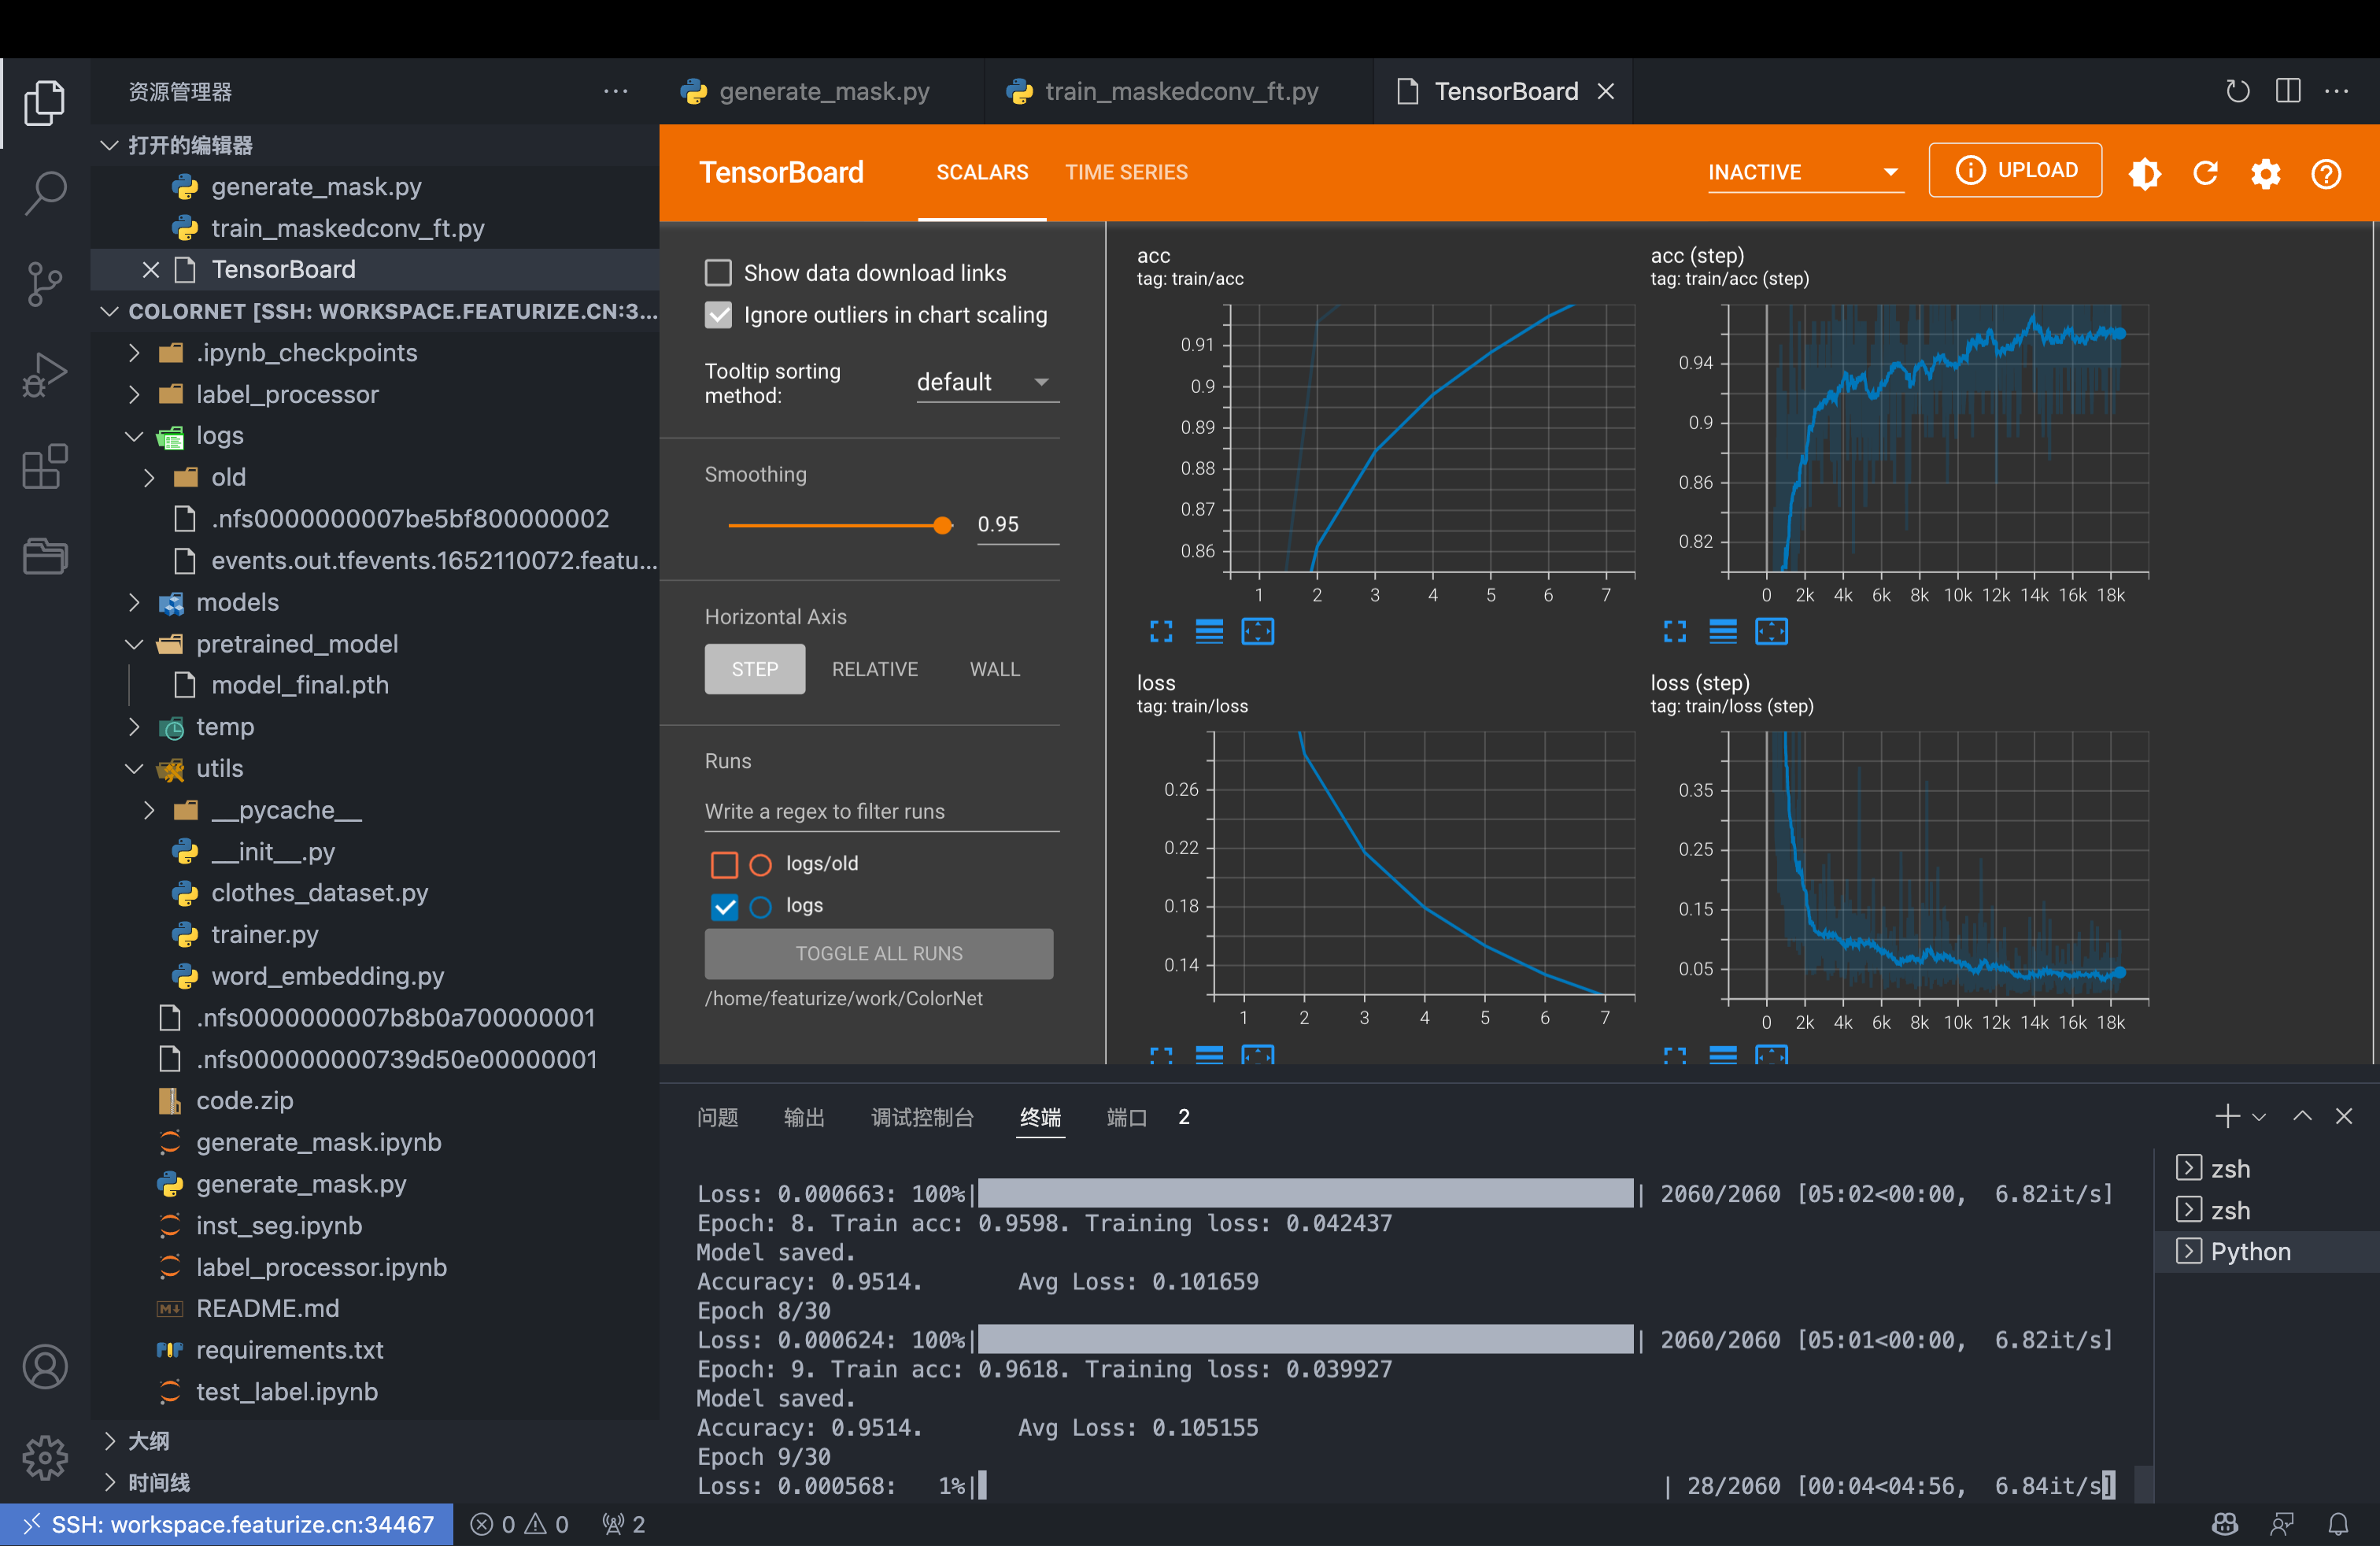 资源管理器
打开的编辑器
generate_mask.py
train_maskedconv_ft.py
TensorBoard
COLORNET [SSH: WORKSPACE.FEATURIZE.CN:3...
.ipynb_checkpoints
label_processor
logs
old
.nfs0000000007be5bf800000002
events.out.tfevents.1652110072.featu...
models
pretrained_model
model_final.pth
temp
utils
__pycache__
__init__.py
clothes_dataset.py
trainer.py
word_embedding.py
.nfs0000000007b8b0a700000001
.nfs000000000739d50e00000001
code.zip
generate_mask.ipynb
generate_mask.py
inst_seg.ipynb
label_processor.ipynb
README.md
requirements.txt
test_label.ipynb
大纲
时间线
generate_mask.py train_maskedconv_ft.py TensorBoard
TensorBoard SCALARS TIME SERIES INACTIVE UPLOAD
Show data download links
Ignore outliers in chart scaling
Tooltip sorting
method: default
Smoothing
0.95
Horizontal Axis
STEP RELATIVE WALL
Runs
Write a regex to filter runs
logs/old
logs
TOGGLE ALL RUNS
/home/featurize/work/ColorNet
acc
tag: train/acc
0.91
0.9
0.89
0.88
0.87
0.86
1 2 3 4 5 6 7
acc (step)
tag: train/acc (step)
0.94
0.9
0.86
0.82
0 2k 4k 6k 8k 10k 12k 14k 16k 18k
loss
tag: train/loss
0.26
0.22
0.18
0.14
1 2 3 4 5 6 7
loss (step)
tag: train/loss (step)
0.35
0.25
0.15
0.05
0 2k 4k 6k 8k 10k 12k 14k 16k 18k
问题 输出 调试控制台 终端 端口 2
Loss: 0.000663: 100%| | 2060/2060 [05:02<00:00, 6.82it/s]
Epoch: 8. Train acc: 0.9598. Training loss: 0.042437
Model saved.
Accuracy: 0.9514. Avg Loss: 0.101659
Epoch 8/30
Loss: 0.000624: 100%| | 2060/2060 [05:01<00:00, 6.82it/s]
Epoch: 9. Train acc: 0.9618. Training loss: 0.039927
Model saved.
Accuracy: 0.9514. Avg Loss: 0.105155
Epoch 9/30
Loss: 0.000568: 1%| | 28/2060 [00:04<04:56, 6.84it/s]
zsh
zsh
Python
SSH: workspace.featurize.cn:34467 0 0 2